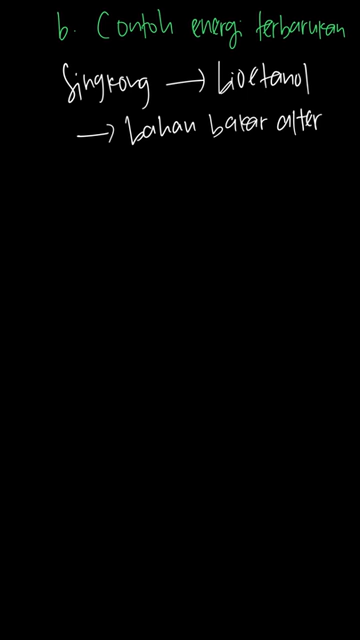 b. Contoh energi terbarukan
Singkong → bioetanol
→ bahan bakar alter